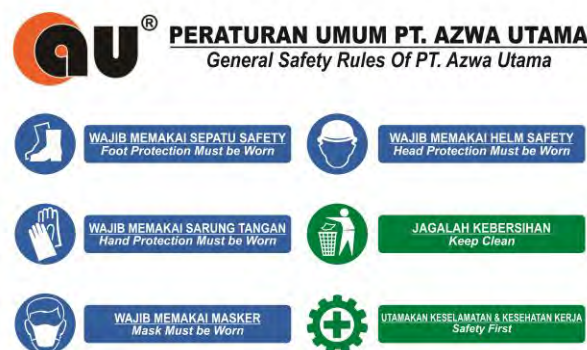 au®
PERATURAN UMUM PT. AZWA UTAMA
General Safety Rules Of PT. Azwa Utama
WAJIB MEMAKAI SEPATU SAFETY
Foot Protection Must be Worn
WAJIB MEMAKAI HELM SAFETY
Head Protection Must be Worn
WAJIB MEMAKAI SARUNG TANGAN
Hand Protection Must be Worn
JAGALAH KEBERSIHAN
Keep Clean
WAJIB MEMAKAI MASKER
Mask Must be Worn
UTAMAKAN KESELAMATAN & KESEHATAN KERJA
Safety First